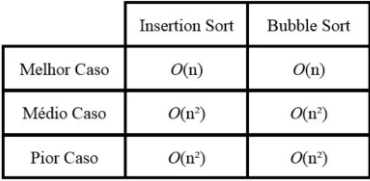 Insertion Sort Bubble Sort
Melhor Caso O(n) O(n)
Médio Caso O(n²) O(n²)
Pior Caso O(n²) O(n²)